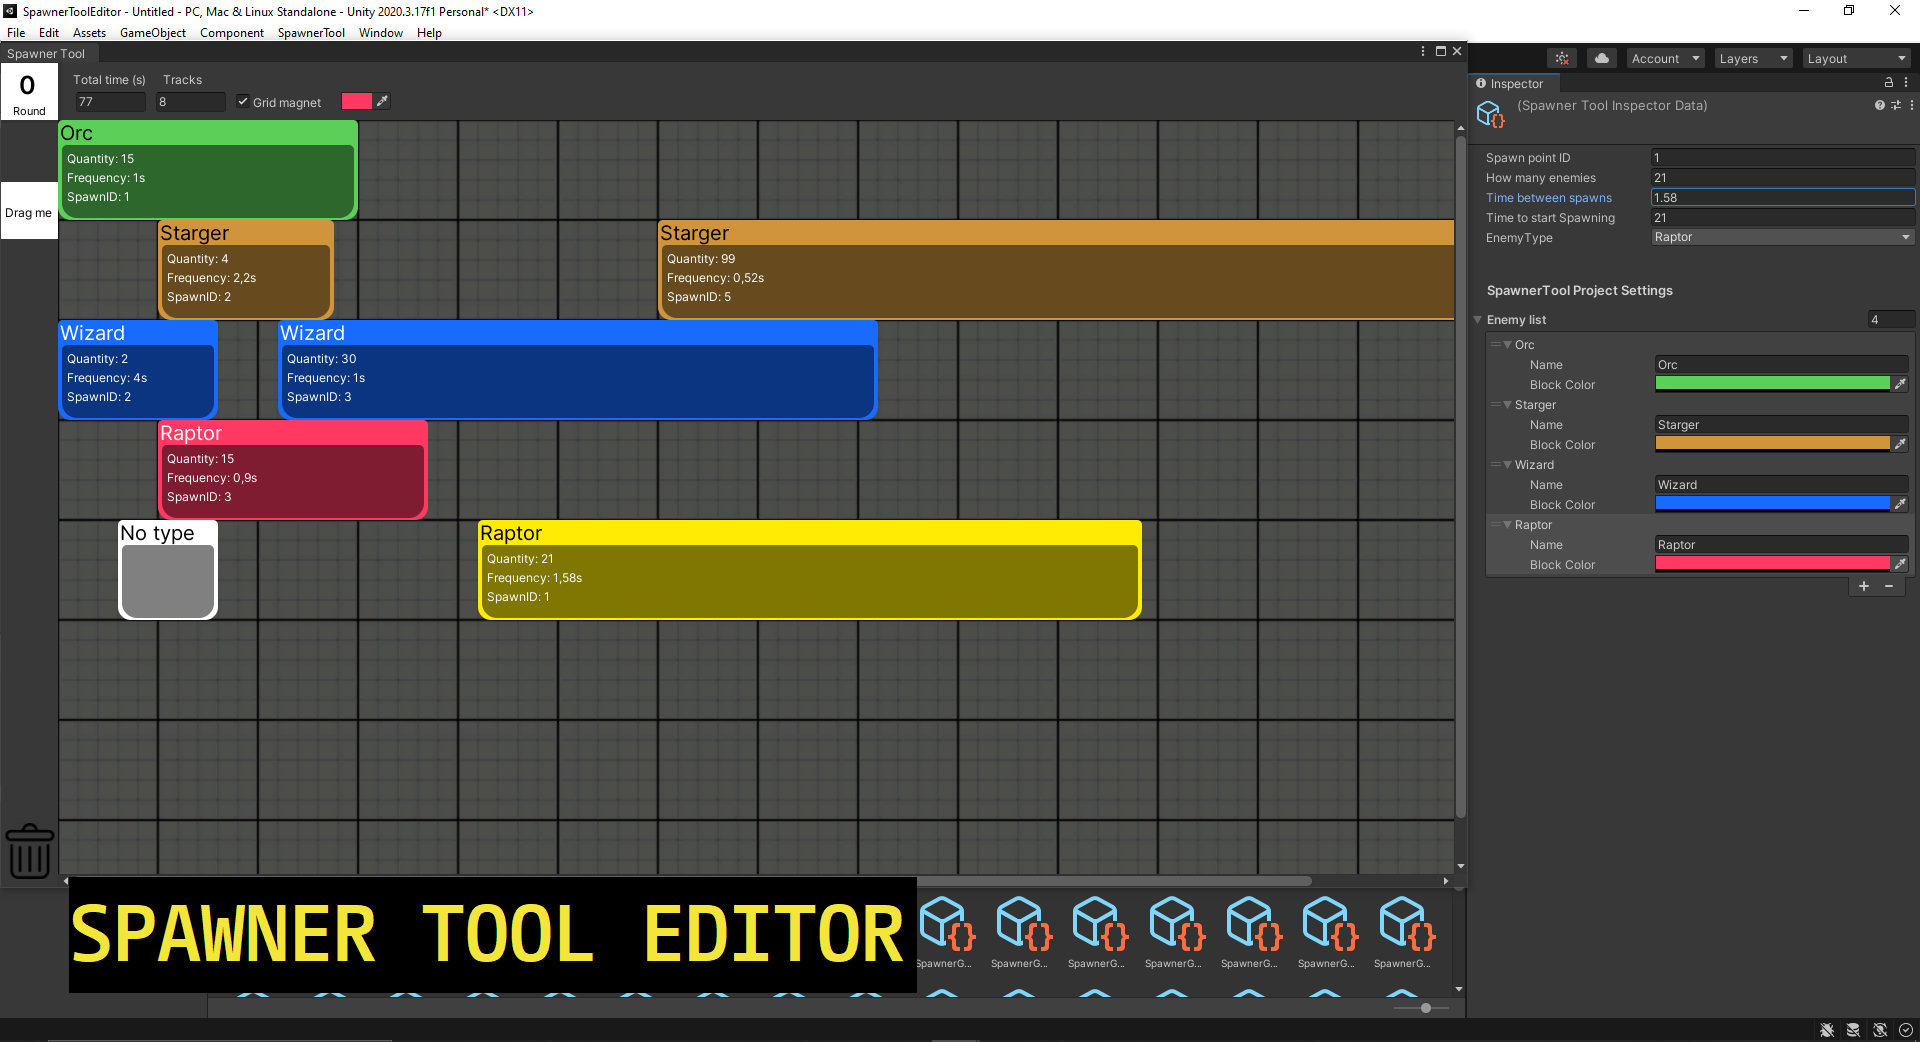 SpawnerToolEditor - Untitled - PC, Mac & Linux Standalone - Unity 2020.3.17f1 Personal* <DX11>
File Edit Assets GameObject Component SpawnerTool Window Help
Spawner Tool
0
Round
Total time (s) Tracks
77 8 Grid magnet
Drag me
Orc
Quantity: 15
Frequency: 1s
SpawnID: 1
Starger
Quantity: 4
Frequency: 2,2s
SpawnID: 2
Starger
Quantity: 99
Frequency: 0,52s
SpawnID: 5
Wizard
Quantity: 2
Frequency: 4s
SpawnID: 2
Wizard
Quantity: 30
Frequency: 1s
SpawnID: 3
Raptor
Quantity: 15
Frequency: 0,9s
SpawnID: 3
No type
Raptor
Quantity: 21
Frequency: 1,58s
SpawnID: 1
SPAWNER TOOL EDITOR
SpawnerG... SpawnerG... SpawnerG... SpawnerG... SpawnerG... SpawnerG... SpawnerG...
Account Layers Layout
Inspector
(Spawner Tool Inspector Data)
Spawn point ID 1
How many enemies 21
Time between spawns 1.58
Time to start Spawning 21
EnemyType Raptor
SpawnerTool Project Settings
Enemy list 4
Orc
Name Orc
Block Color
Starger
Name Starger
Block Color
Wizard
Name Wizard
Block Color
Raptor
Name Raptor
Block Color